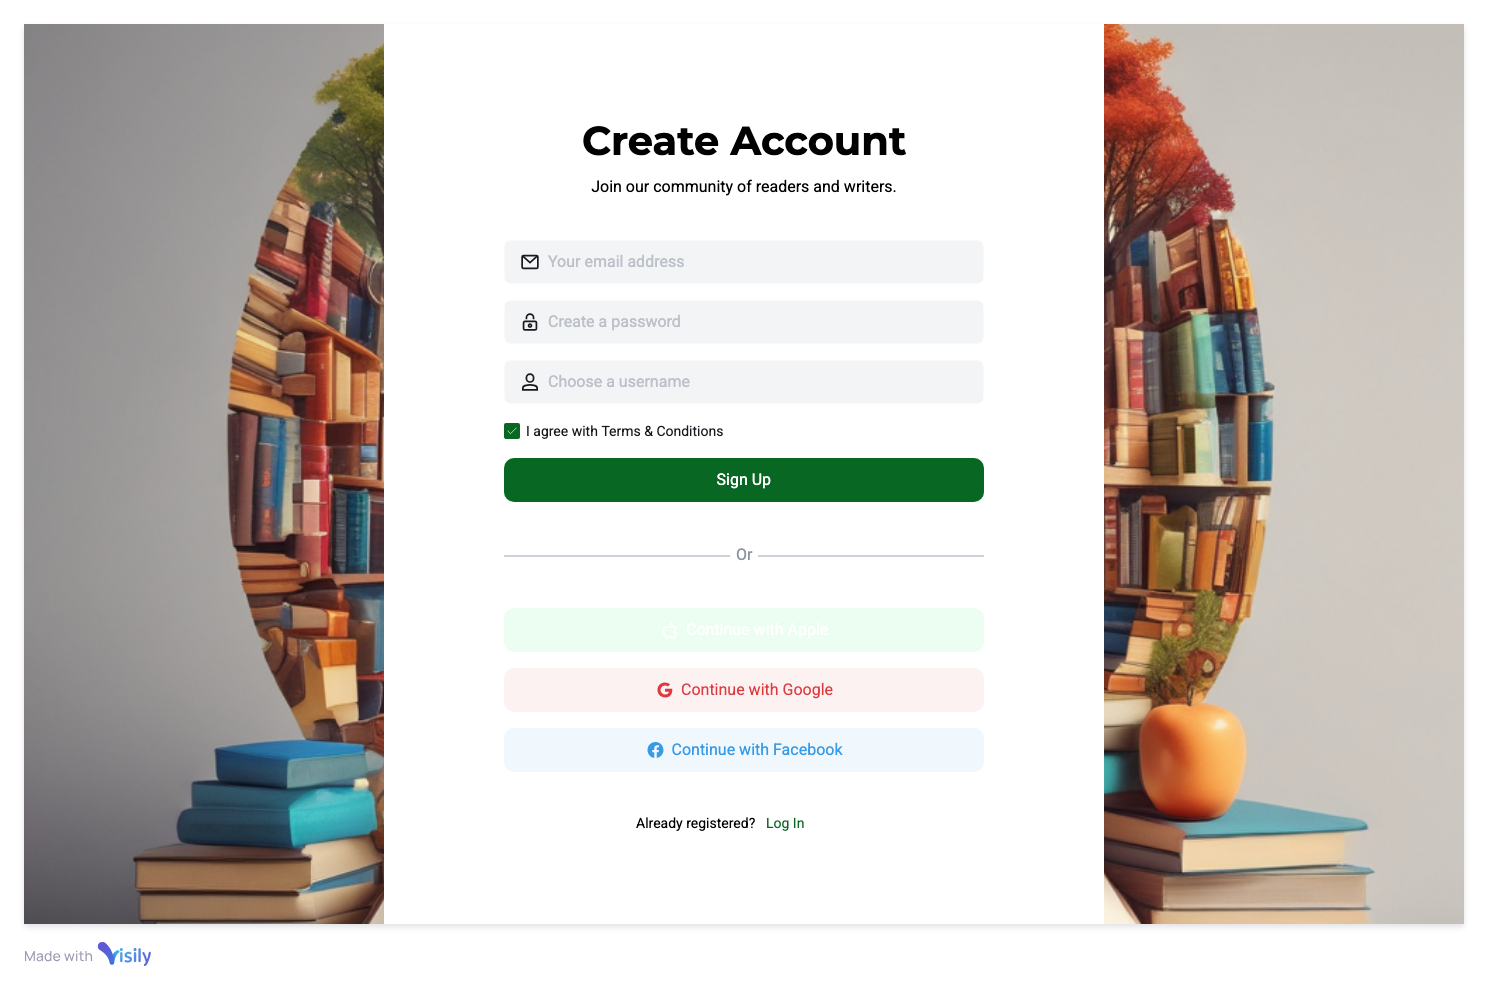 Create Account
Join our community of readers and writers.
Your email address
Create a password
Choose a username
I agree with Terms & Conditions
Sign Up
Or
Continue with Apple
Continue with Google
Continue with Facebook
Already registered? Log In
Made with Visily